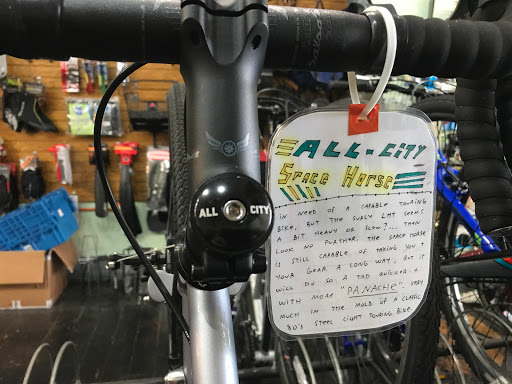 ALL CITY
ALL-CITY
SPACE HORSE
IN NEED OF A CAPABLE TOURING
BIKE, BUT THE SURLY LHT SEEMS
A BIT HEAVY OR SLOW?... THEN
LOOK NO FURTHER, THE SPACE HORSE
IS STILL CAPABLE OF TAKING YOU &
YOUR GEAR A LONG WAY, BUT IT
WILL DO SO A TAD QUICKER &
WITH MORE "PANACHE". VERY
MUCH IN THE MOLD OF A CLASSIC
80's STEEL LIGHT TOURING BIKE